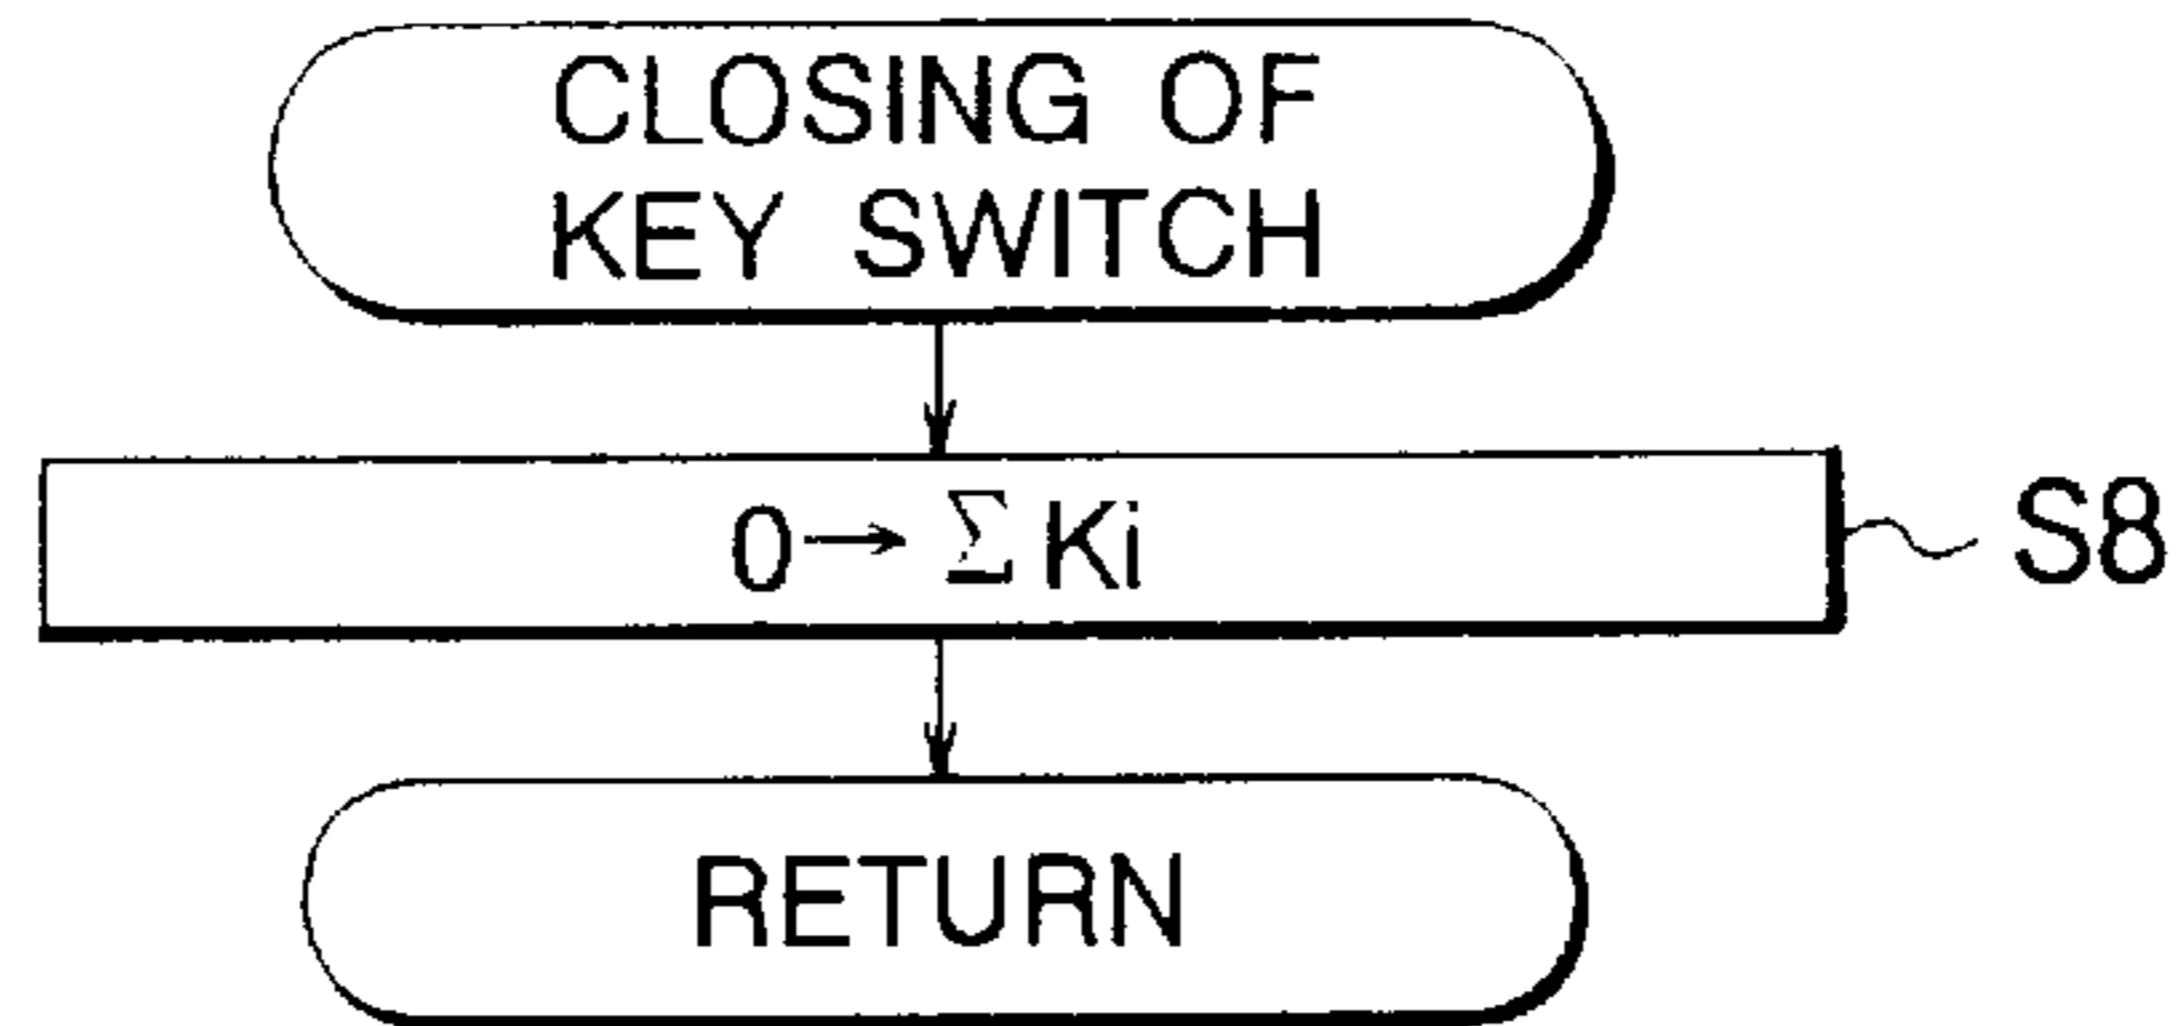 CLOSING OF
KEY SWITCH
0→ΣKi
S8
RETURN